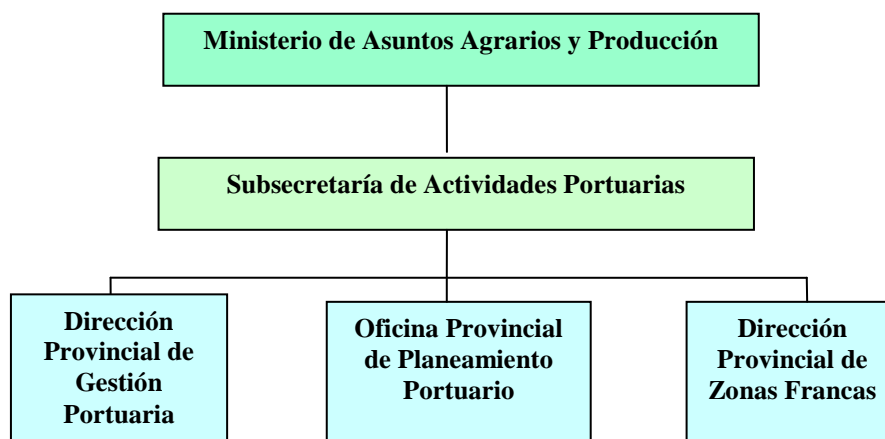 Ministerio de Asuntos Agrarios y Producción
Subsecretaría de Actividades Portuarias
Dirección
Provincial de
Gestión
Portuaria
Oficina Provincial
de Planeamiento
Portuario
Dirección
Provincial de
Zonas Francas